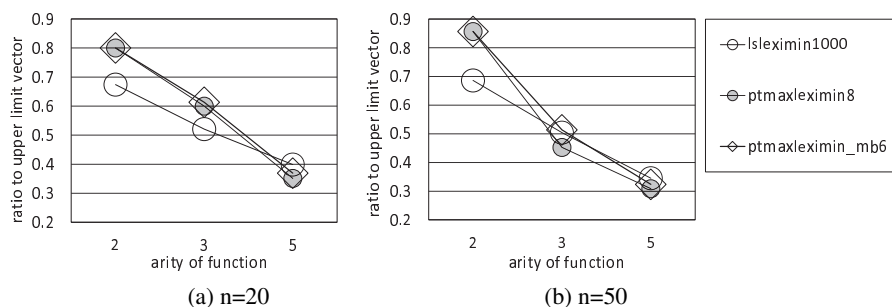 ratio to upper limit vector
0.9
0.8
0.7
0.6
0.5
0.4
0.3
0.2
2 3 5
arity of function
(a) n=20
ratio to upper limit vector
0.9
0.8
0.7
0.6
0.5
0.4
0.3
0.2
2 3 5
arity of function
(b) n=50
lsleximin1000
ptmaxleximin8
ptmaxleximin_mb6